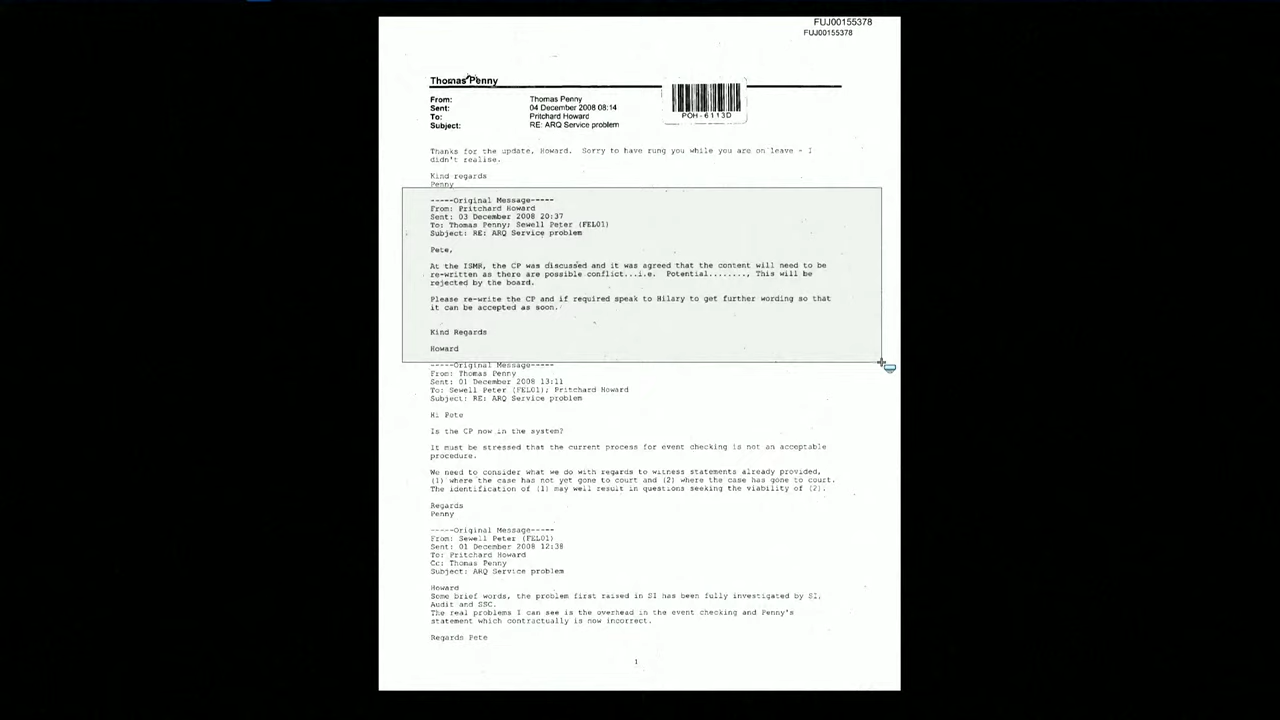 FUJ00155378
FUJ00155378
Thomas Penny
From: Thomas Penny
Sent: 04 December 2008 08:14
To: Pritchard Howard
Subject: RE: ARQ Service problem
POH-6113D
Thanks for the update, Howard. Sorry to have rung you while you are on leave - I
didn't realise.
Kind regards
Penny
-----Original Message-----
From: Pritchard Howard
Sent: 03 December 2008 20:37
To: Thomas Penny; Sewell Peter (FEL01)
Subject: RE: ARQ Service problem
Pete,
At the ISMR, the CP was discussed and it was agreed that the content will need to be
re-written as there are possible conflict...i.e. Potential........, This will be
rejected by the board.
Please re-write the CP and if required speak to Hilary to get further wording so that
it can be accepted as soon.
Kind Regards
Howard
-----Original Message-----
From: Thomas Penny
Sent: 01 December 2008 13:11
To: Sewell Peter (FEL01); Pritchard Howard
Subject: RE: ARQ Service problem
Hi Pete
Is the CP now in the system?
It must be stressed that the current process for event checking is not an acceptable
procedure.
We need to consider what we do with regards to witness statements already provided,
(1) where the case has not yet gone to court and (2) where the case has gone to court.
The identification of (1) may well result in questions seeking the viability of (2).
Regards
Penny
-----Original Message-----
From: Sewell Peter (FEL01)
Sent: 01 December 2008 12:38
To: Pritchard Howard
Cc: Thomas Penny
Subject: ARQ Service problem
Howard
Some brief words, the problem first raised in SI has been fully investigated by SI,
Audit and SSC.
The real problems I can see is the overhead in the event checking and Penny's
statement which contractually is now incorrect.
Regards Pete
1